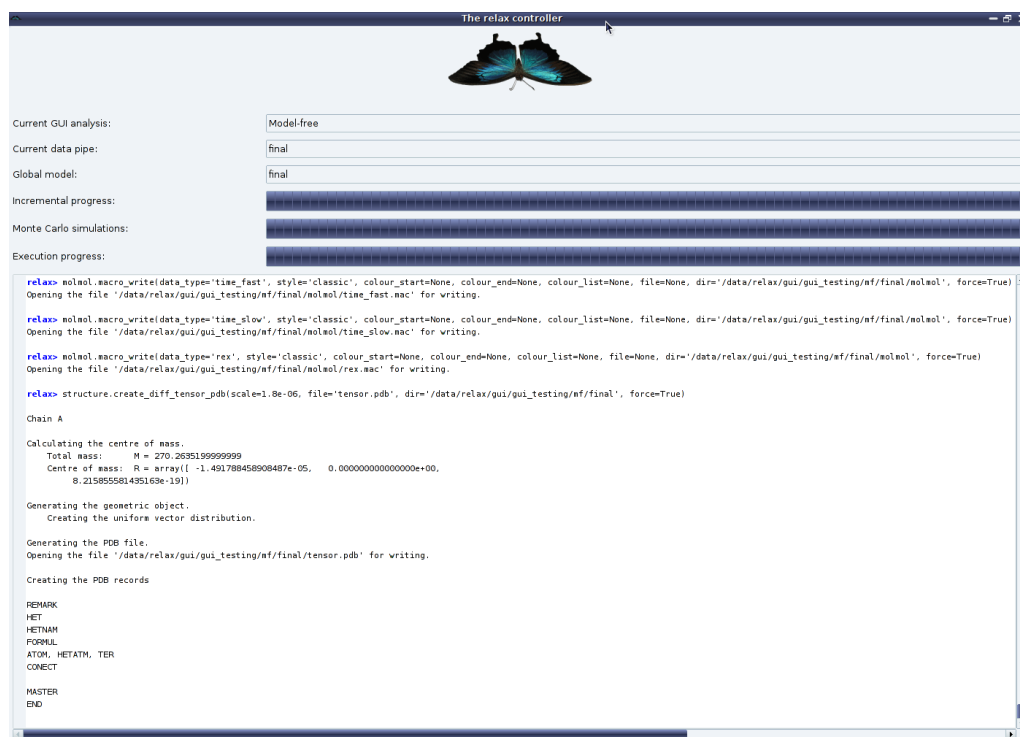 The relax controller
Current GUI analysis: Model-free
Current data pipe: final
Global model: final
Incremental progress:
Monte Carlo simulations:
Execution progress:
relax> molmol.macro_write(data_type='time_fast', style='classic', colour_start=None, colour_end=None, colour_list=None, file=None, dir='/data/relax/gui/gui_testing/mf/final/molmol', force=True)
Opening the file '/data/relax/gui/gui_testing/mf/final/molmol/time_fast.mac' for writing.
relax> molmol.macro_write(data_type='time_slow', style='classic', colour_start=None, colour_end=None, colour_list=None, file=None, dir='/data/relax/gui/gui_testing/mf/final/molmol', force=True)
Opening the file '/data/relax/gui/gui_testing/mf/final/molmol/time_slow.mac' for writing.
relax> molmol.macro_write(data_type='rex', style='classic', colour_start=None, colour_end=None, colour_list=None, file=None, dir='/data/relax/gui/gui_testing/mf/final/molmol', force=True)
Opening the file '/data/relax/gui/gui_testing/mf/final/molmol/rex.mac' for writing.
relax> structure.create_diff_tensor_pdb(scale=1.8e-06, file='tensor.pdb', dir='/data/relax/gui/gui_testing/mf/final', force=True)
Chain A
Calculating the centre of mass.
Total mass: M = 270.2635199999999
Centre of mass: R = array([ -1.491788458908487e-05, 0.000000000000000e+00,
8.215855581435163e-19])
Generating the geometric object.
Creating the uniform vector distribution.
Generating the PDB file.
Opening the file '/data/relax/gui/gui_testing/mf/final/tensor.pdb' for writing.
Creating the PDB records
REMARK
HET
HETNAM
FORMUL
ATOM, HETATM, TER
CONECT
MASTER
END